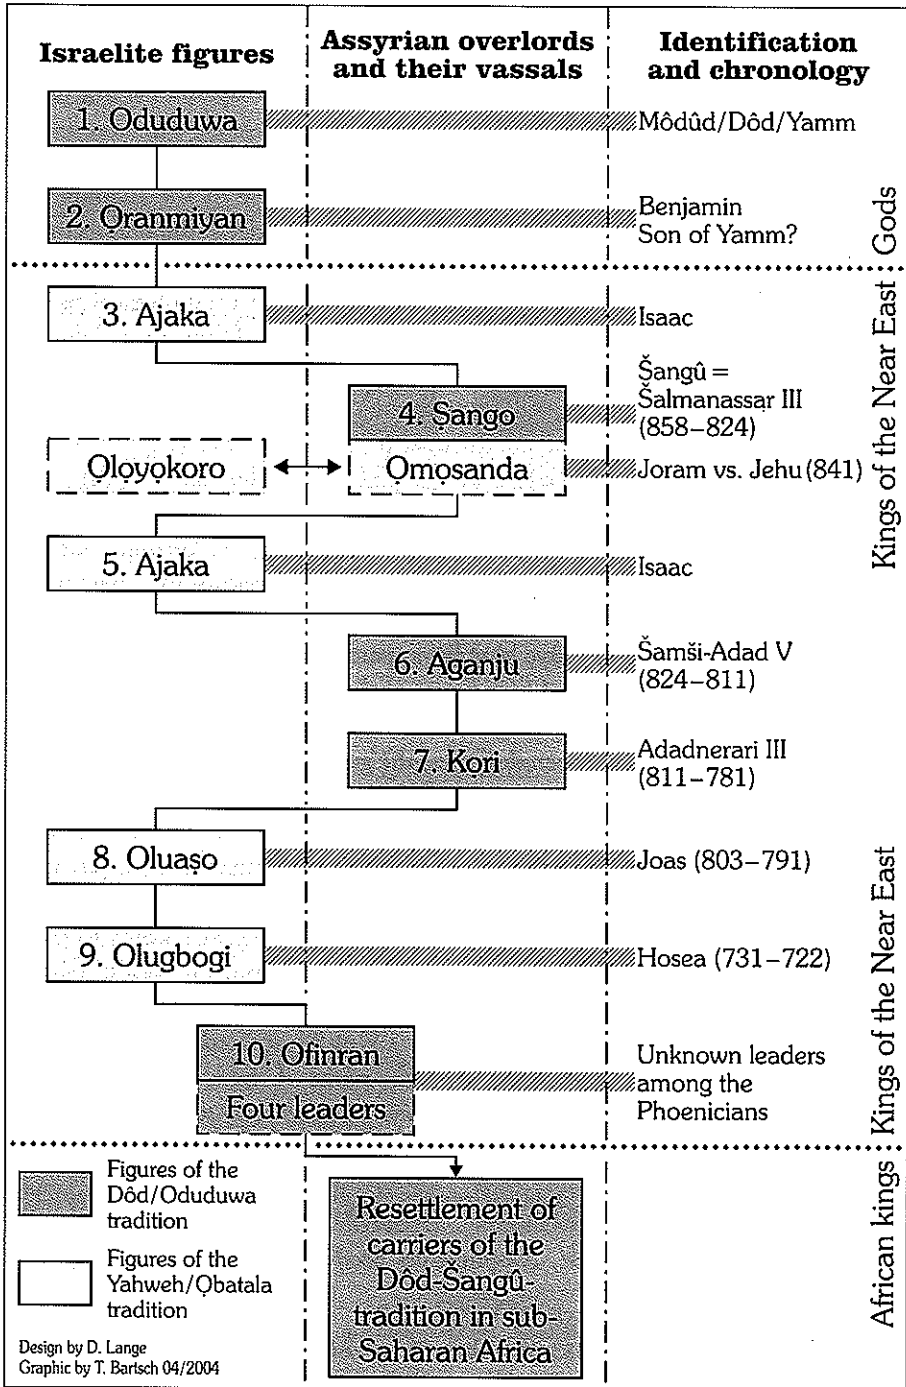 Israelite figures
Assyrian overlords
and their vassals
Identification
and chronology
1. Oduduwa
Môdûd/Dôd/Yamm
2. Ọranmiyan
Benjamin
Son of Yamm?
Gods
3. Ajaka
Isaac
4. Ṣango
Šangû =
Šalmanassar III
(858–824)
Ọlọyọkoro
Ọmọsanda
Joram vs. Jehu (841)
5. Ajaka
Isaac
Kings of the Near East
6. Aganju
Šamši-Adad V
(824–811)
7. Kọri
Adadnerari III
(811–781)
8. Oluaṣo
Joas (803–791)
9. Olugbogi
Hosea (731–722)
10. Ofinran
Four leaders
Unknown leaders
among the
Phoenicians
Kings of the Near East
Figures of the
Dôd/Oduduwa
tradition
Figures of the
Yahweh/Ọbatala
tradition
Resettlement of
carriers of the
Dôd-Šangû-
tradition in sub-
Saharan Africa
African kings
Design by D. Lange
Graphic by T. Bartsch 04/2004